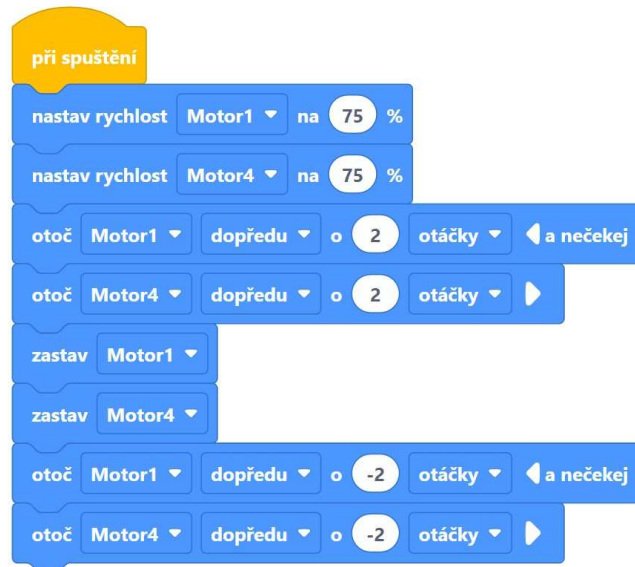 při spuštění
nastav rychlost Motor1 na 75 %
nastav rychlost Motor4 na 75 %
otoč Motor1 dopředu o 2 otáčky a nečekej
otoč Motor4 dopředu o 2 otáčky
zastav Motor1
zastav Motor4
otoč Motor1 dopředu o -2 otáčky a nečekej
otoč Motor4 dopředu o -2 otáčky